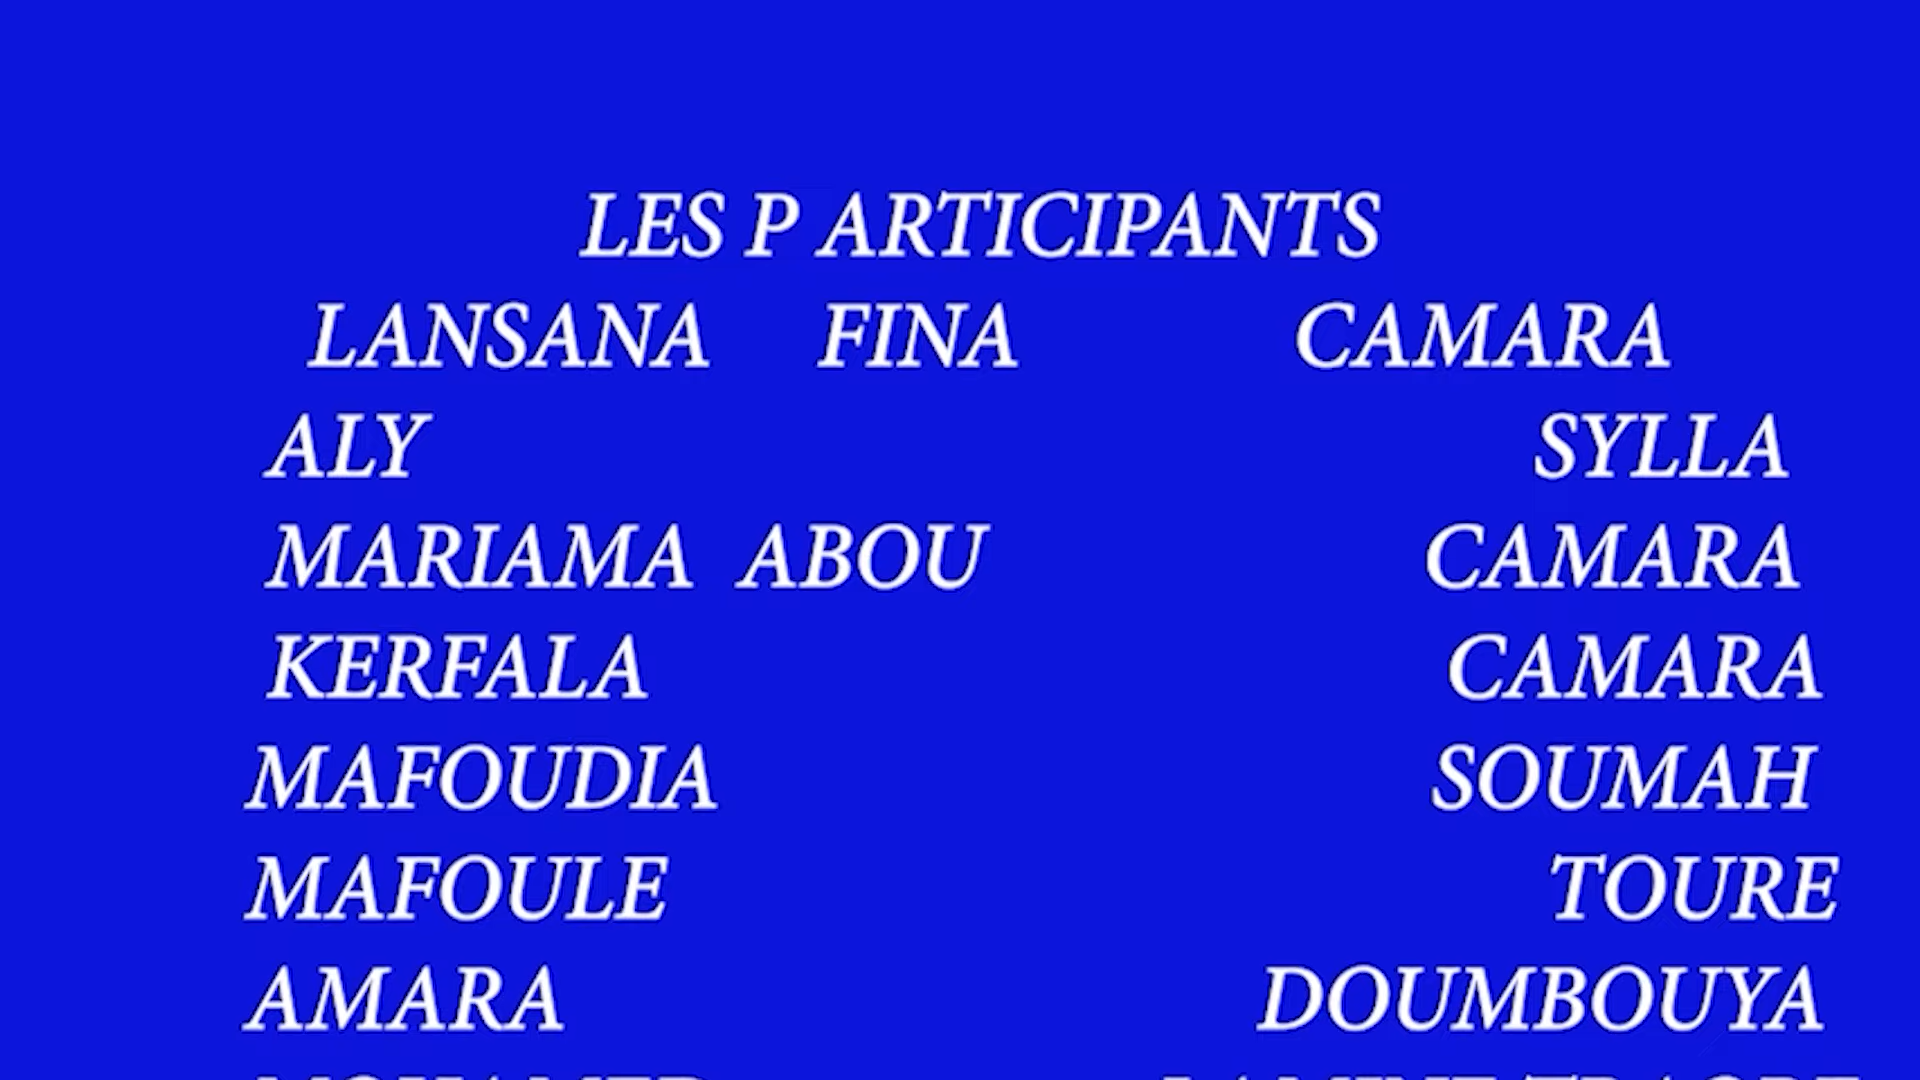 LES P ARTICIPANTS
LANSANA FINA CAMARA
ALY SYLLA
MARIAMA ABOU CAMARA
KERFALA CAMARA
MAFOUDIA SOUMAH
MAFOULE TOURE
AMARA DOUMBOUYA